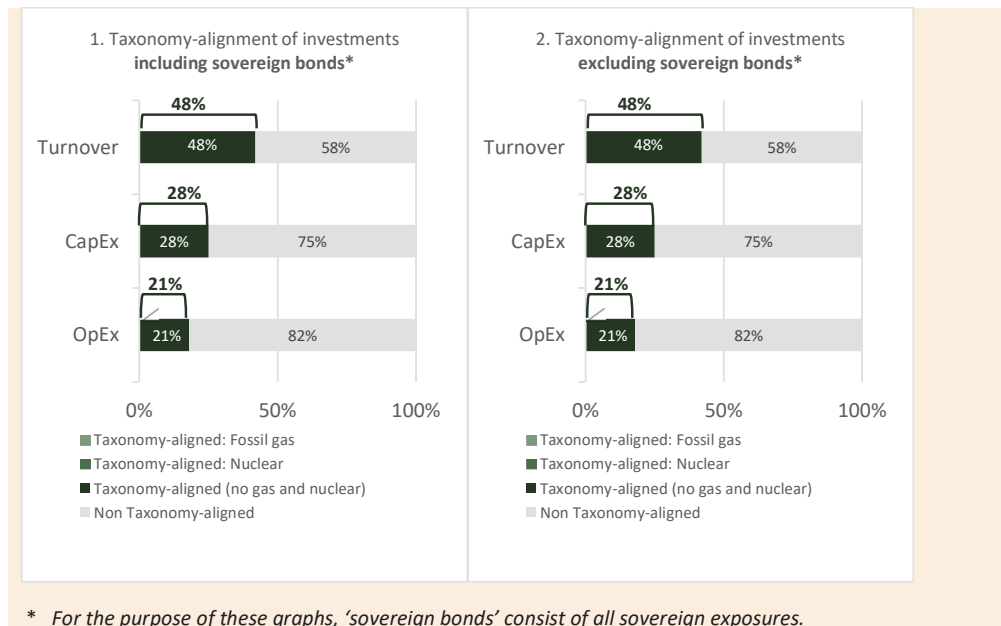 1. Taxonomy-alignment of investments
including sovereign bonds*
48%
Turnover
48%
58%
28%
CapEx
28%
75%
21%
OpEx
21%
82%
0%
50%
100%
Taxonomy-aligned: Fossil gas
Taxonomy-aligned: Nuclear
Taxonomy-aligned (no gas and nuclear)
Non Taxonomy-aligned
2. Taxonomy-alignment of investments
excluding sovereign bonds*
48%
Turnover
48%
58%
28%
CapEx
28%
75%
21%
OpEx
21%
82%
0%
50%
100%
Taxonomy-aligned: Fossil gas
Taxonomy-aligned: Nuclear
Taxonomy-aligned (no gas and nuclear)
Non Taxonomy-aligned
* For the purpose of these graphs, ‘sovereign bonds’ consist of all sovereign exposures.